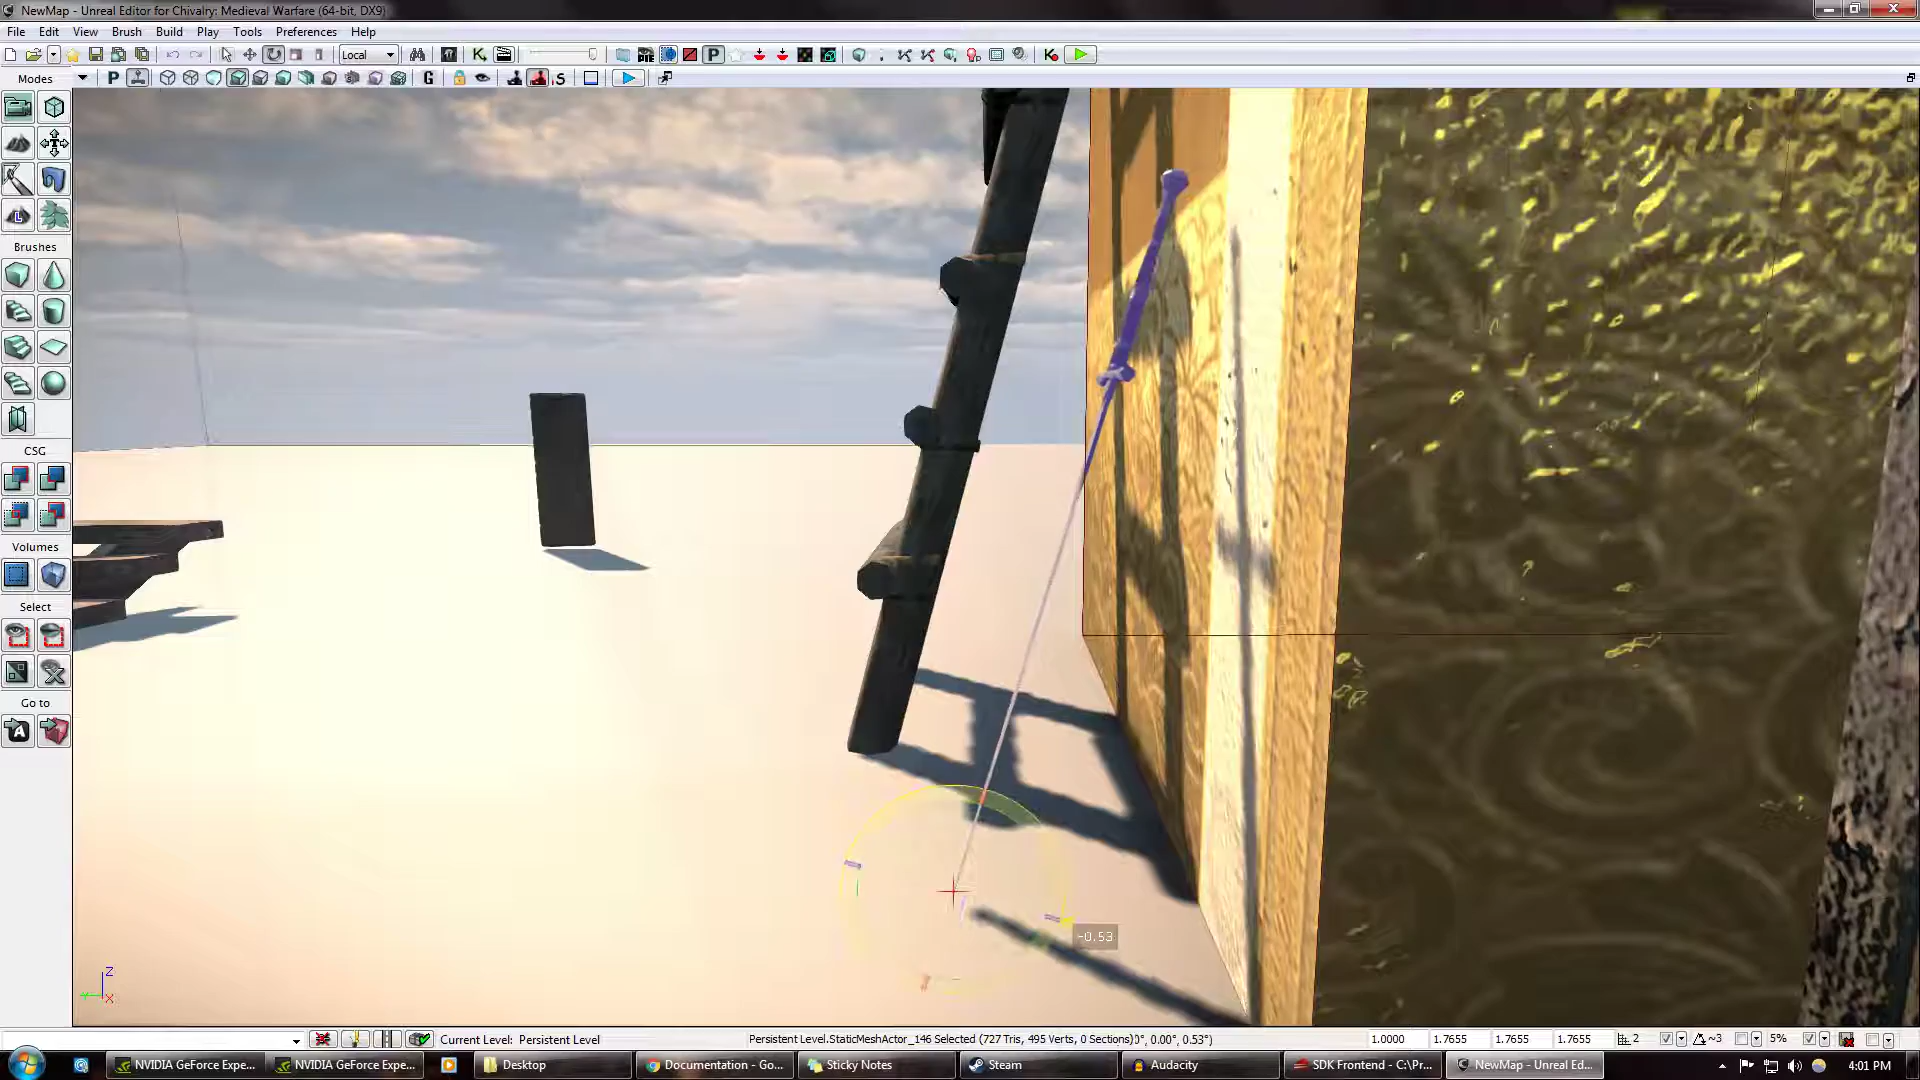 NewMap - Unreal Editor for Chivalry: Medieval Warfare (64-bit, DX9)
File Edit View Brush Build Play Tools Preferences Help
Local
Modes
Brushes
CSG
Volumes
Select
Go to
-0.53
Z
X
Current Level: Persistent Level
Persistent Level.StaticMeshActor_146 Selected (727 Tris, 495 Verts, 0 Sections)0°, 0.00°, 0.53°)
1.0000 1.7655 1.7655 1.7655 2 ~3 5%
NVIDIA GeForce Expe... NVIDIA GeForce Expe... Desktop Documentation - Go... Sticky Notes Steam Audacity SDK Frontend - C:\Pr... NewMap - Unreal Ed... 4:01 PM